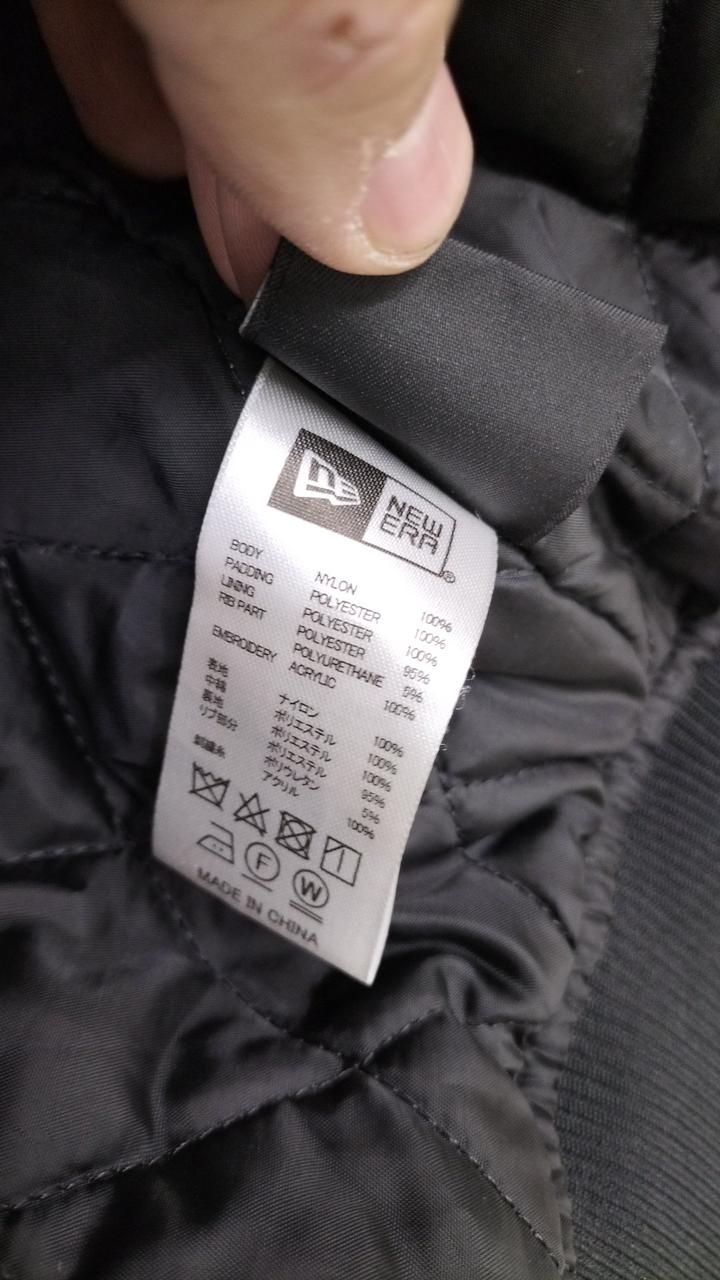 NEW
ERA
®
BODY NYLON 100%
PADDING POLYESTER 100%
LINING POLYESTER 100%
RIB PART POLYESTER 95%
POLYURETHANE 5%
EMBROIDERY ACRYLIC 100%
表地 ナイロン 100%
中綿 ポリエステル 100%
裏地 ポリエステル 100%
リブ部分 ポリエステル 95%
ポリウレタン 5%
刺繍糸 アクリル 100%
F
W
MADE IN CHINA